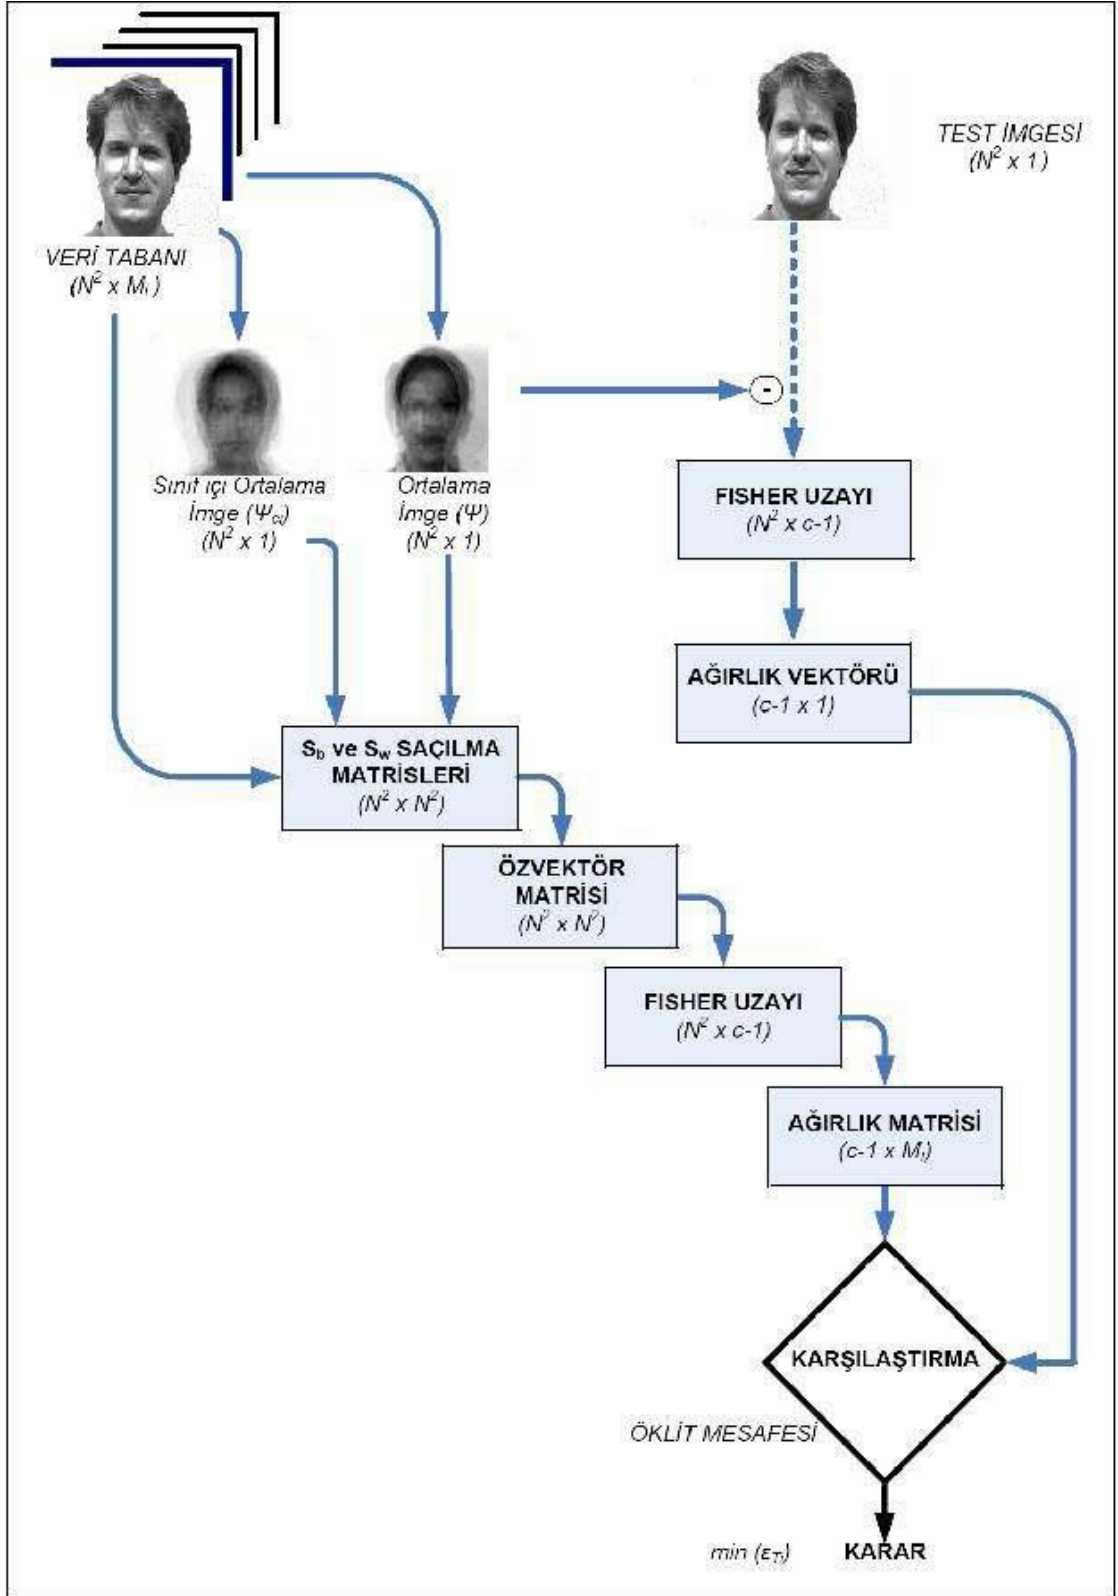 TEST İMGESİ
(N² x 1)
VERİ TABANI
(N² x Mᵢ)
-
Sınıf içi Ortalama
İmge (Ψci)
(N² x 1)
Ortalama
İmge (Ψ)
(N² x 1)
FISHER UZAYI
(N² x c-1)
AĞIRLIK VEKTÖRÜ
(c-1 x 1)
Sb ve Sw SAÇILMA
MATRİSLERİ
(N² x N²)
ÖZVEKTÖR
MATRİSİ
(N² x N²)
FISHER UZAYI
(N² x c-1)
AĞIRLIK MATRİSİ
(c-1 x Mᵢ)
KARŞILAŞTIRMA
ÖKLİT MESAFESİ
min (εTi)
KARAR